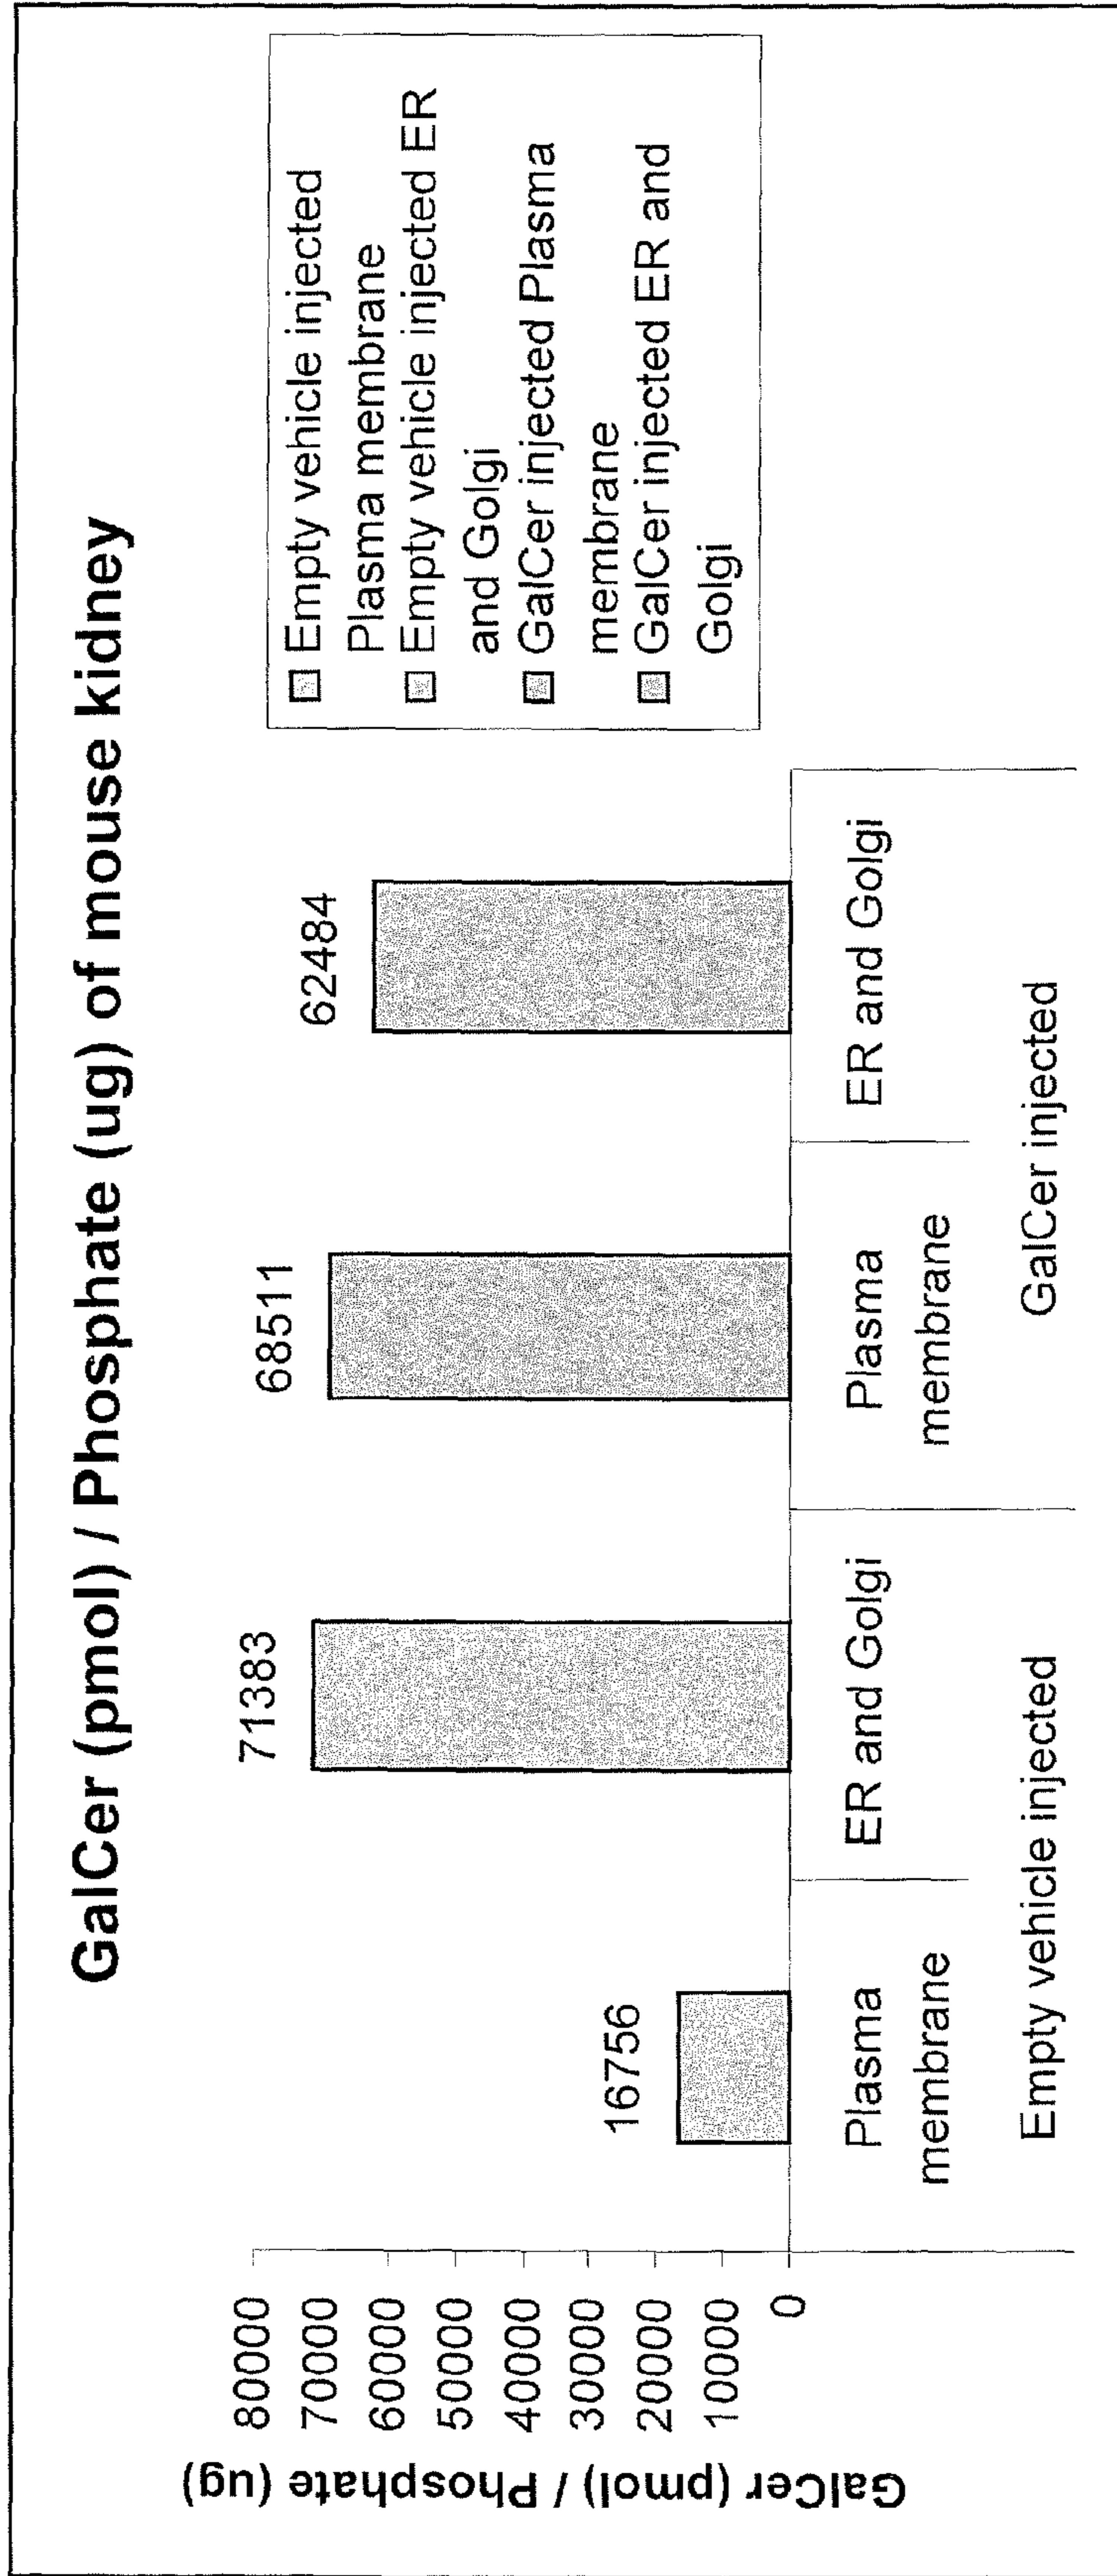 GalCer (pmol) / Phosphate (ug) of mouse kidney
GalCer (pmol) / Phosphate (ug)
80000
70000
60000
50000
40000
30000
20000
10000
0
16756
71383
68511
62484
Plasma
membrane
ER and Golgi
Plasma
membrane
ER and Golgi
Empty vehicle injected
GalCer injected
Empty vehicle injected
Plasma membrane
Empty vehicle injected ER
and Golgi
GalCer injected Plasma
membrane
GalCer injected ER and
Golgi